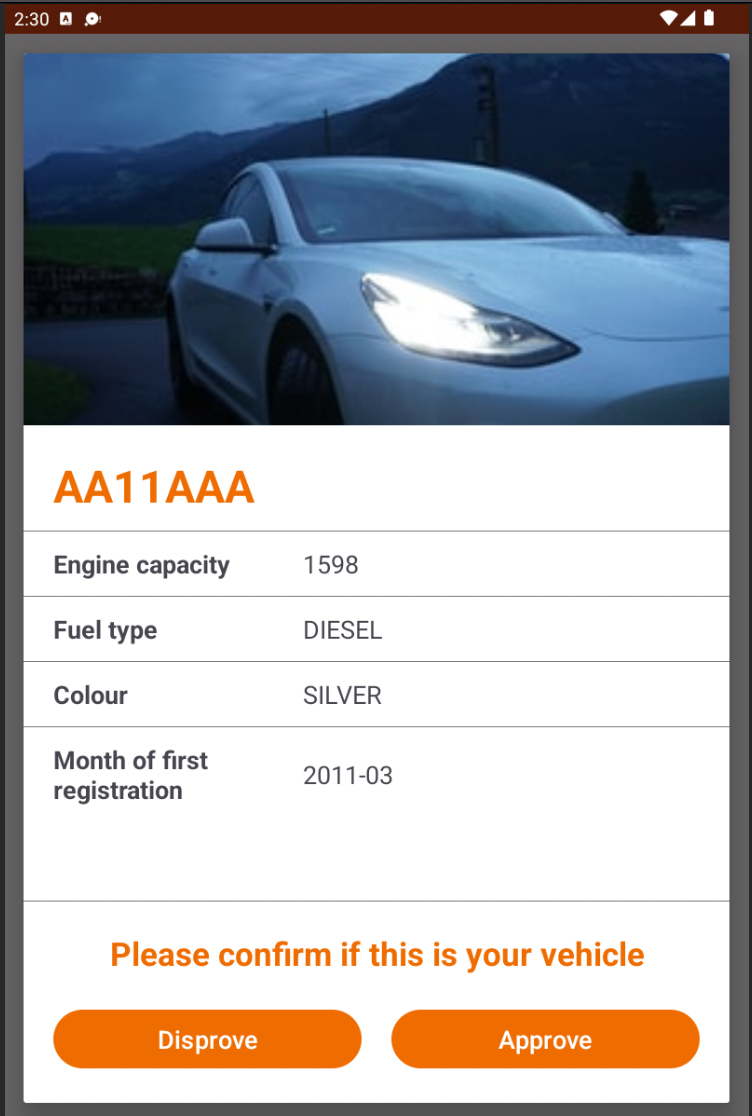 2:30
AA11AAA
Engine capacity 1598
Fuel type DIESEL
Colour SILVER
Month of first
registration 2011-03
Please confirm if this is your vehicle
Disprove Approve